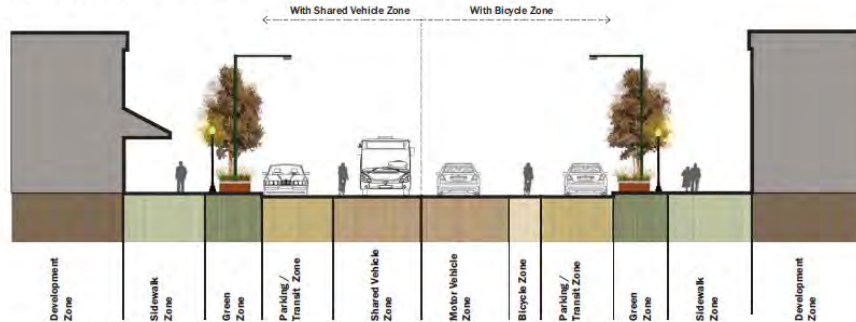 With Shared Vehicle Zone
With Bicycle Zone
Development
Zone
Sidewalk
Zone
Green
Zone
Parking/
Transit Zone
Shared Vehicle
Zone
Motor Vehicle
Zone
Bicycle Zone
Parking/
Transit Zone
Green
Zone
Sidewalk
Zone
Development
Zone